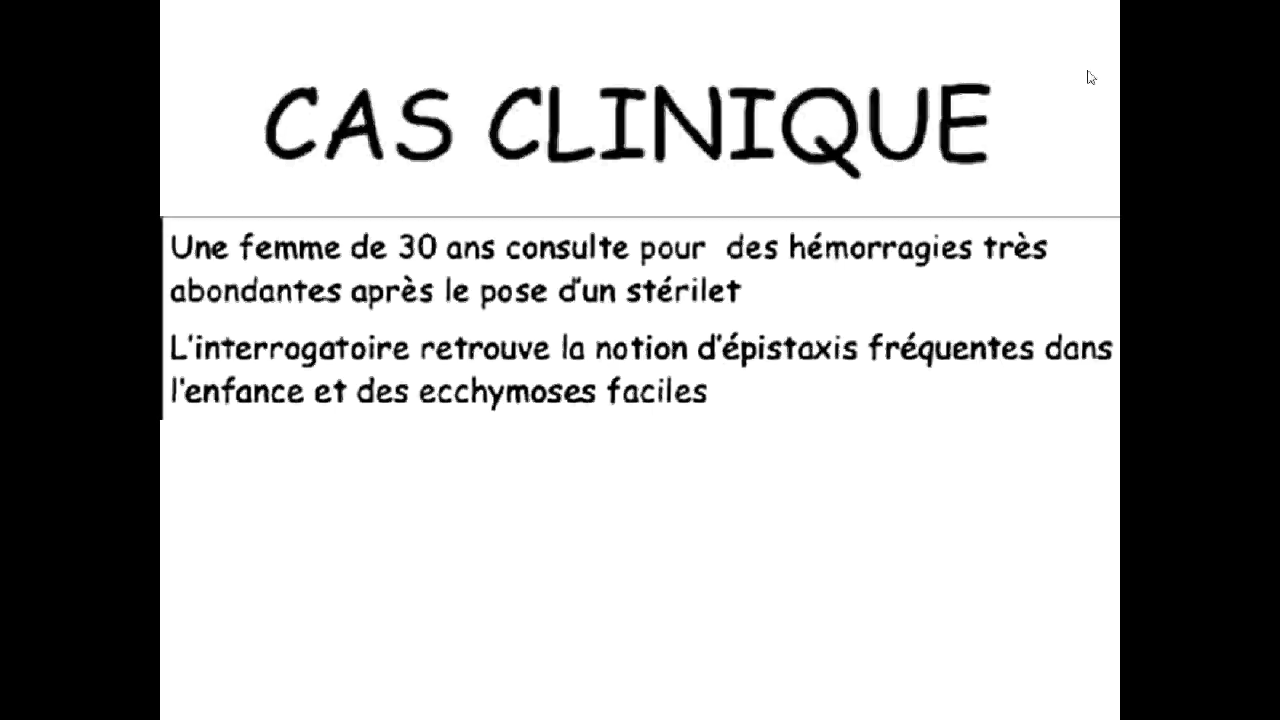 CAS CLINIQUE
Une femme de 30 ans consulte pour des hémorragies très
abondantes après le pose d'un stérilet
L'interrogatoire retrouve la notion d'épistaxis fréquentes dans
l'enfance et des ecchymoses faciles